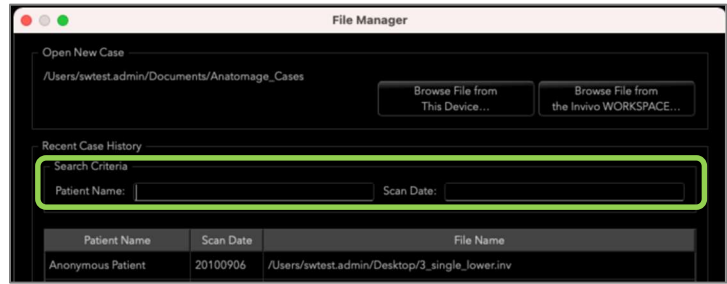 File Manager
Open New Case
/Users/swtest.admin/Documents/Anatomage_Cases
Browse File from
This Device...
Browse File from
the Invivo WORKSPACE...
Recent Case History
Search Criteria
Patient Name:
Scan Date:
Patient Name Scan Date File Name
Anonymous Patient 20100906 /Users/swtest.admin/Desktop/3_single_lower.inv